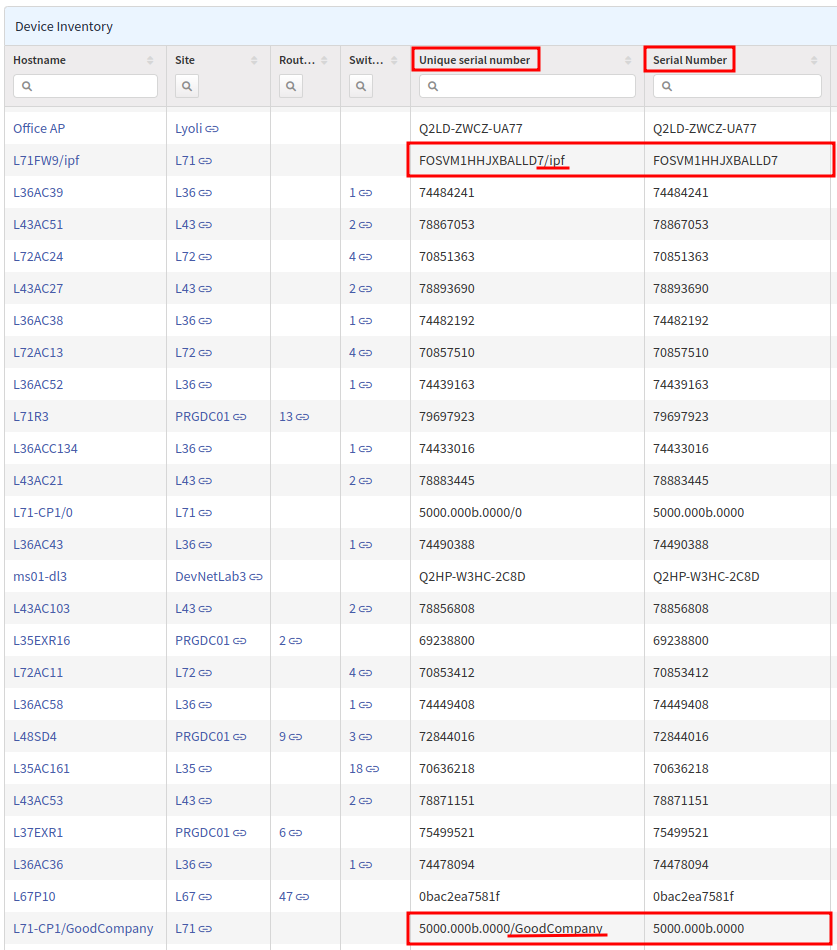 Device Inventory
Hostname Site Rout... Swit... Unique serial number Serial Number
Office AP Lyoli Q2LD-ZWCZ-UA77 Q2LD-ZWCZ-UA77
L71FW9/ipf L71 FOSVM1HHJXBALLD7/ipf FOSVM1HHJXBALLD7
L36AC39 L36 1 74484241 74484241
L43AC51 L43 2 78867053 78867053
L72AC24 L72 4 70851363 70851363
L43AC27 L43 2 78893690 78893690
L36AC38 L36 1 74482192 74482192
L72AC13 L72 4 70857510 70857510
L36AC52 L36 1 74439163 74439163
L71R3 PRGDC01 13 79697923 79697923
L36ACC134 L36 1 74433016 74433016
L43AC21 L43 2 78883445 78883445
L71-CP1/0 L71 5000.000b.0000/0 5000.000b.0000
L36AC43 L36 1 74490388 74490388
ms01-dl3 DevNetLab3 Q2HP-W3HC-2C8D Q2HP-W3HC-2C8D
L43AC103 L43 2 78856808 78856808
L35EXR16 PRGDC01 2 69238800 69238800
L72AC11 L72 4 70853412 70853412
L36AC58 L36 1 74449408 74449408
L48SD4 PRGDC01 9 3 72844016 72844016
L35AC161 L35 18 70636218 70636218
L43AC53 L43 2 78871151 78871151
L37EXR1 PRGDC01 6 75499521 75499521
L36AC36 L36 1 74478094 74478094
L67P10 L67 47 0bac2ea7581f 0bac2ea7581f
L71-CP1/GoodCompany L71 5000.000b.0000/GoodCompany 5000.000b.0000